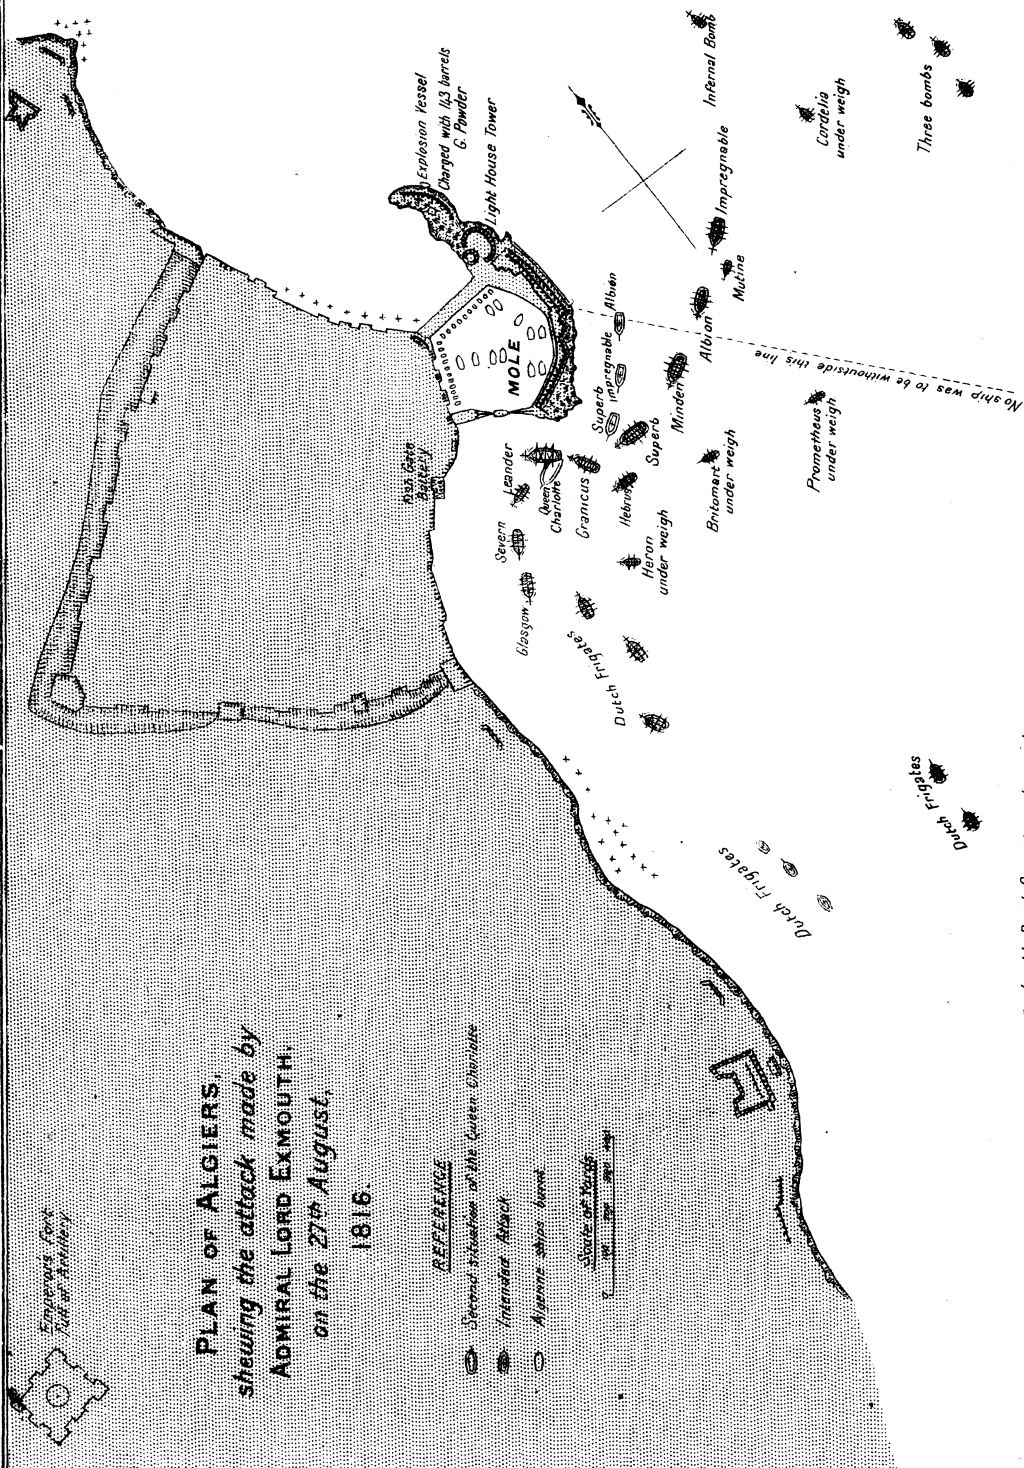 PLAN OF ALGIERS,
shewing the attack made by
ADMIRAL LORD EXMOUTH,
on the 27th August,
1816.
REFERENCE
Second situation of the Queen Charlotte
Intended Attack
Algerine ships burnt
Scale of Yards
Emperor's Fort
Full of Artillery
Explosion Vessel
Charged with 143 barrels
G. Powder
Light House Tower
MOLE
Fish Gate
Battery
Leander
Queen
Charlotte
Severn
Glasgow
Granicus
Hebrus
Superb
Superb
Impregnable
Albion
Minden
Albion
Mutine
Impregnable
Infernal Bomb
Cordelia
under weigh
Three bombs
No ship was to be withoutside this line
Prometheus
under weigh
Britomart
under weigh
Heron
under weigh
Dutch Frigates
Dutch Frigates
Dutch Frigates